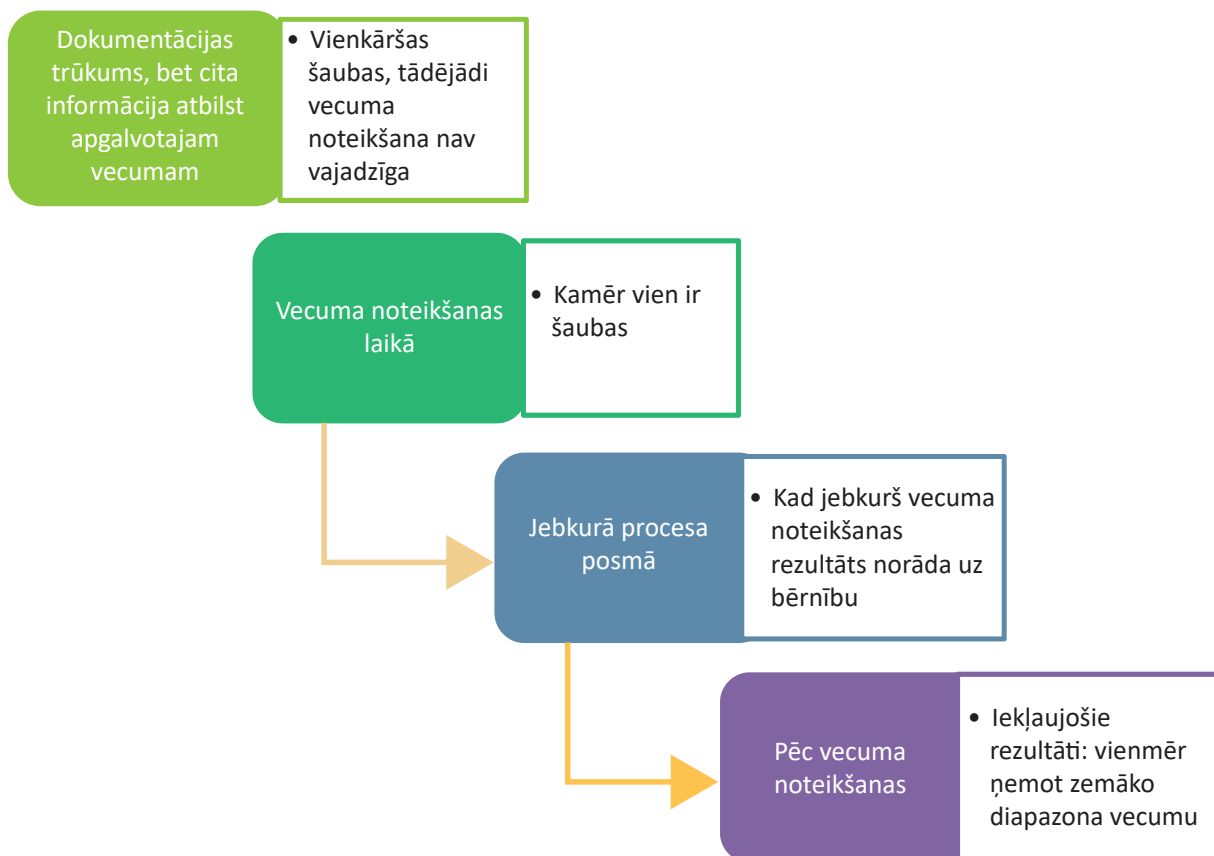 Dokumentācijas
trūkums, bet cita
informācija atbilst
apgalvotajam
vecumam
• Vienkāršas
šaubas, tādējādi
vecuma
noteikšana nav
vajadzīga
Vecuma noteikšanas
laikā
• Kamēr vien ir
šaubas
Jebkurā procesa
posmā
• Kad jebkurš vecuma
noteikšanas
rezultāts norāda uz
bērnību
Pēc vecuma
noteikšanas
• Iekļaujošie
rezultāti: vienmēr
ņemot zemāko
diapazona vecumu